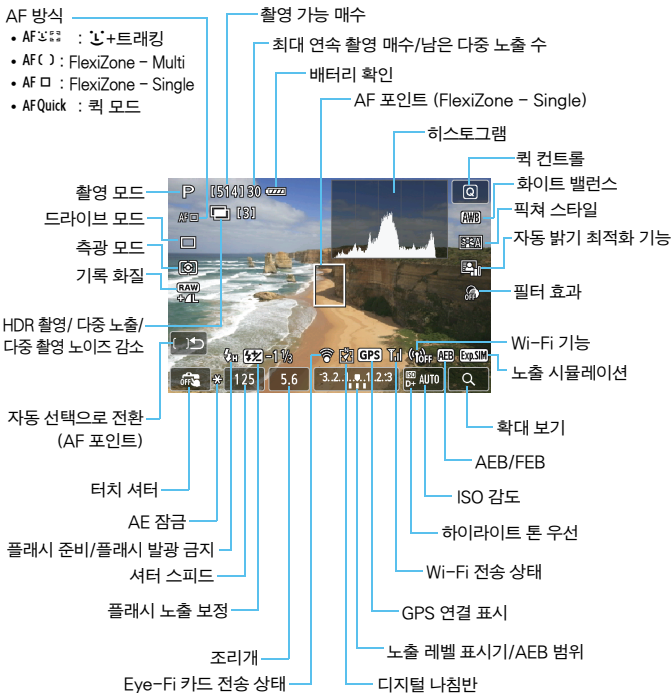 AF 방식
• AF : +트래킹
• AF( ) : FlexiZone - Multi
• AF□ : FlexiZone - Single
• AFQuick : 퀵 모드
촬영 가능 매수
최대 연속 촬영 매수/남은 다중 노출 수
배터리 확인
AF 포인트 (FlexiZone - Single)
히스토그램
퀵 컨트롤
화이트 밸런스
픽쳐 스타일
자동 밝기 최적화 기능
필터 효과
Wi-Fi 기능
노출 시뮬레이션
확대 보기
AEB/FEB
ISO 감도
하이라이트 톤 우선
Wi-Fi 전송 상태
GPS 연결 표시
노출 레벨 표시기/AEB 범위
디지털 나침반
촬영 모드
드라이브 모드
측광 모드
기록 화질
HDR 촬영/ 다중 노출/
다중 촬영 노이즈 감소
자동 선택으로 전환
(AF 포인트)
터치 셔터
AE 잠금
플래시 준비/플래시 발광 금지
셔터 스피드
플래시 노출 보정
조리개
Eye-Fi 카드 전송 상태
P [514] 30
Q
AF□ [3]
AWB
RAW
+L
H -1⅓ GPS OFF AEB Exp.SIM
OFF * 125 5.6 -3..2..1..0..1..2.:3 ISO D+ AUTO